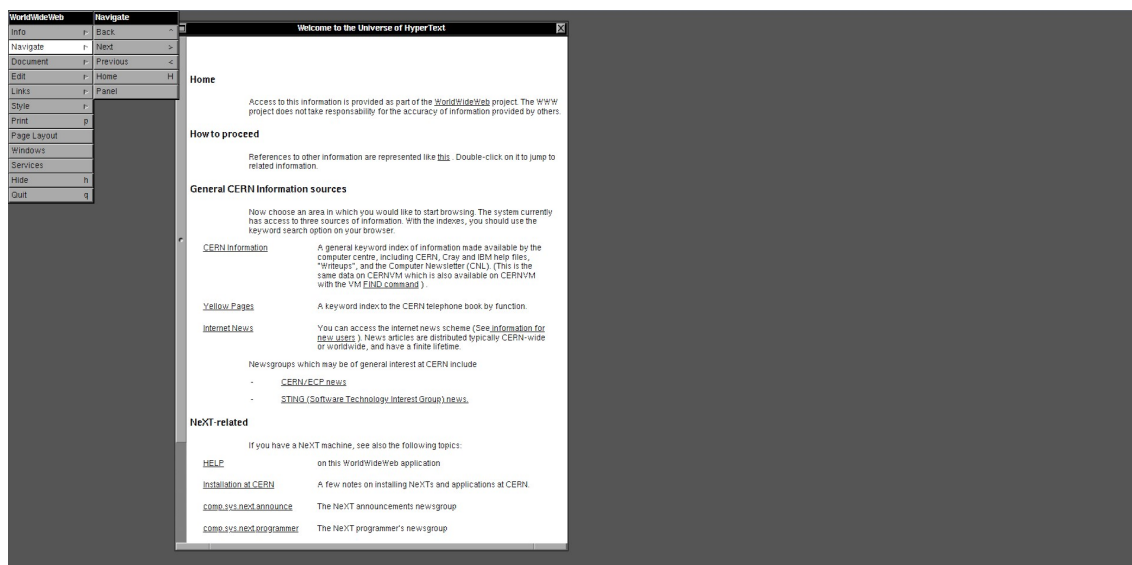 WorldWideWeb
Info
Navigate
Document
Edit
Links
Style
Print p
Page Layout
Windows
Services
Hide h
Quit q
Navigate
Back ^
Next >
Previous <
Home H
Panel
Welcome to the Universe of HyperText
Home
Access to this information is provided as part of the WorldWideWeb project. The WWW
project does not take responsibility for the accuracy of information provided by others.
How to proceed
References to other information are represented like this . Double-click on it to jump to
related information.
General CERN Information sources
Now choose an area in which you would like to start browsing. The system currently
has access to three sources of information. With the indexes, you should use the
keyword search option on your browser.
CERN Information A general keyword index of information made available by the
computer centre, including CERN, Cray and IBM help files,
"Writeups", and the Computer Newsletter (CNL). (This is the
same data on CERNVM which is also available on CERNVM
with the VM FIND command ) .
Yellow Pages A keyword index to the CERN telephone book by function.
Internet News You can access the internet news scheme (See information for
new users ). News articles are distributed typically CERN-wide
or worldwide, and have a finite lifetime.
Newsgroups which may be of general interest at CERN include
- CERN/ECP news
- STING (Software Technology Interest Group) news.
NeXT-related
If you have a NeXT machine, see also the following topics:
HELP on this WorldWideWeb application
Installation at CERN A few notes on installing NeXTs and applications at CERN.
comp.sys.next.announce The NeXT announcements newsgroup
comp.sys.next.programmer The NeXT programmer's newsgroup